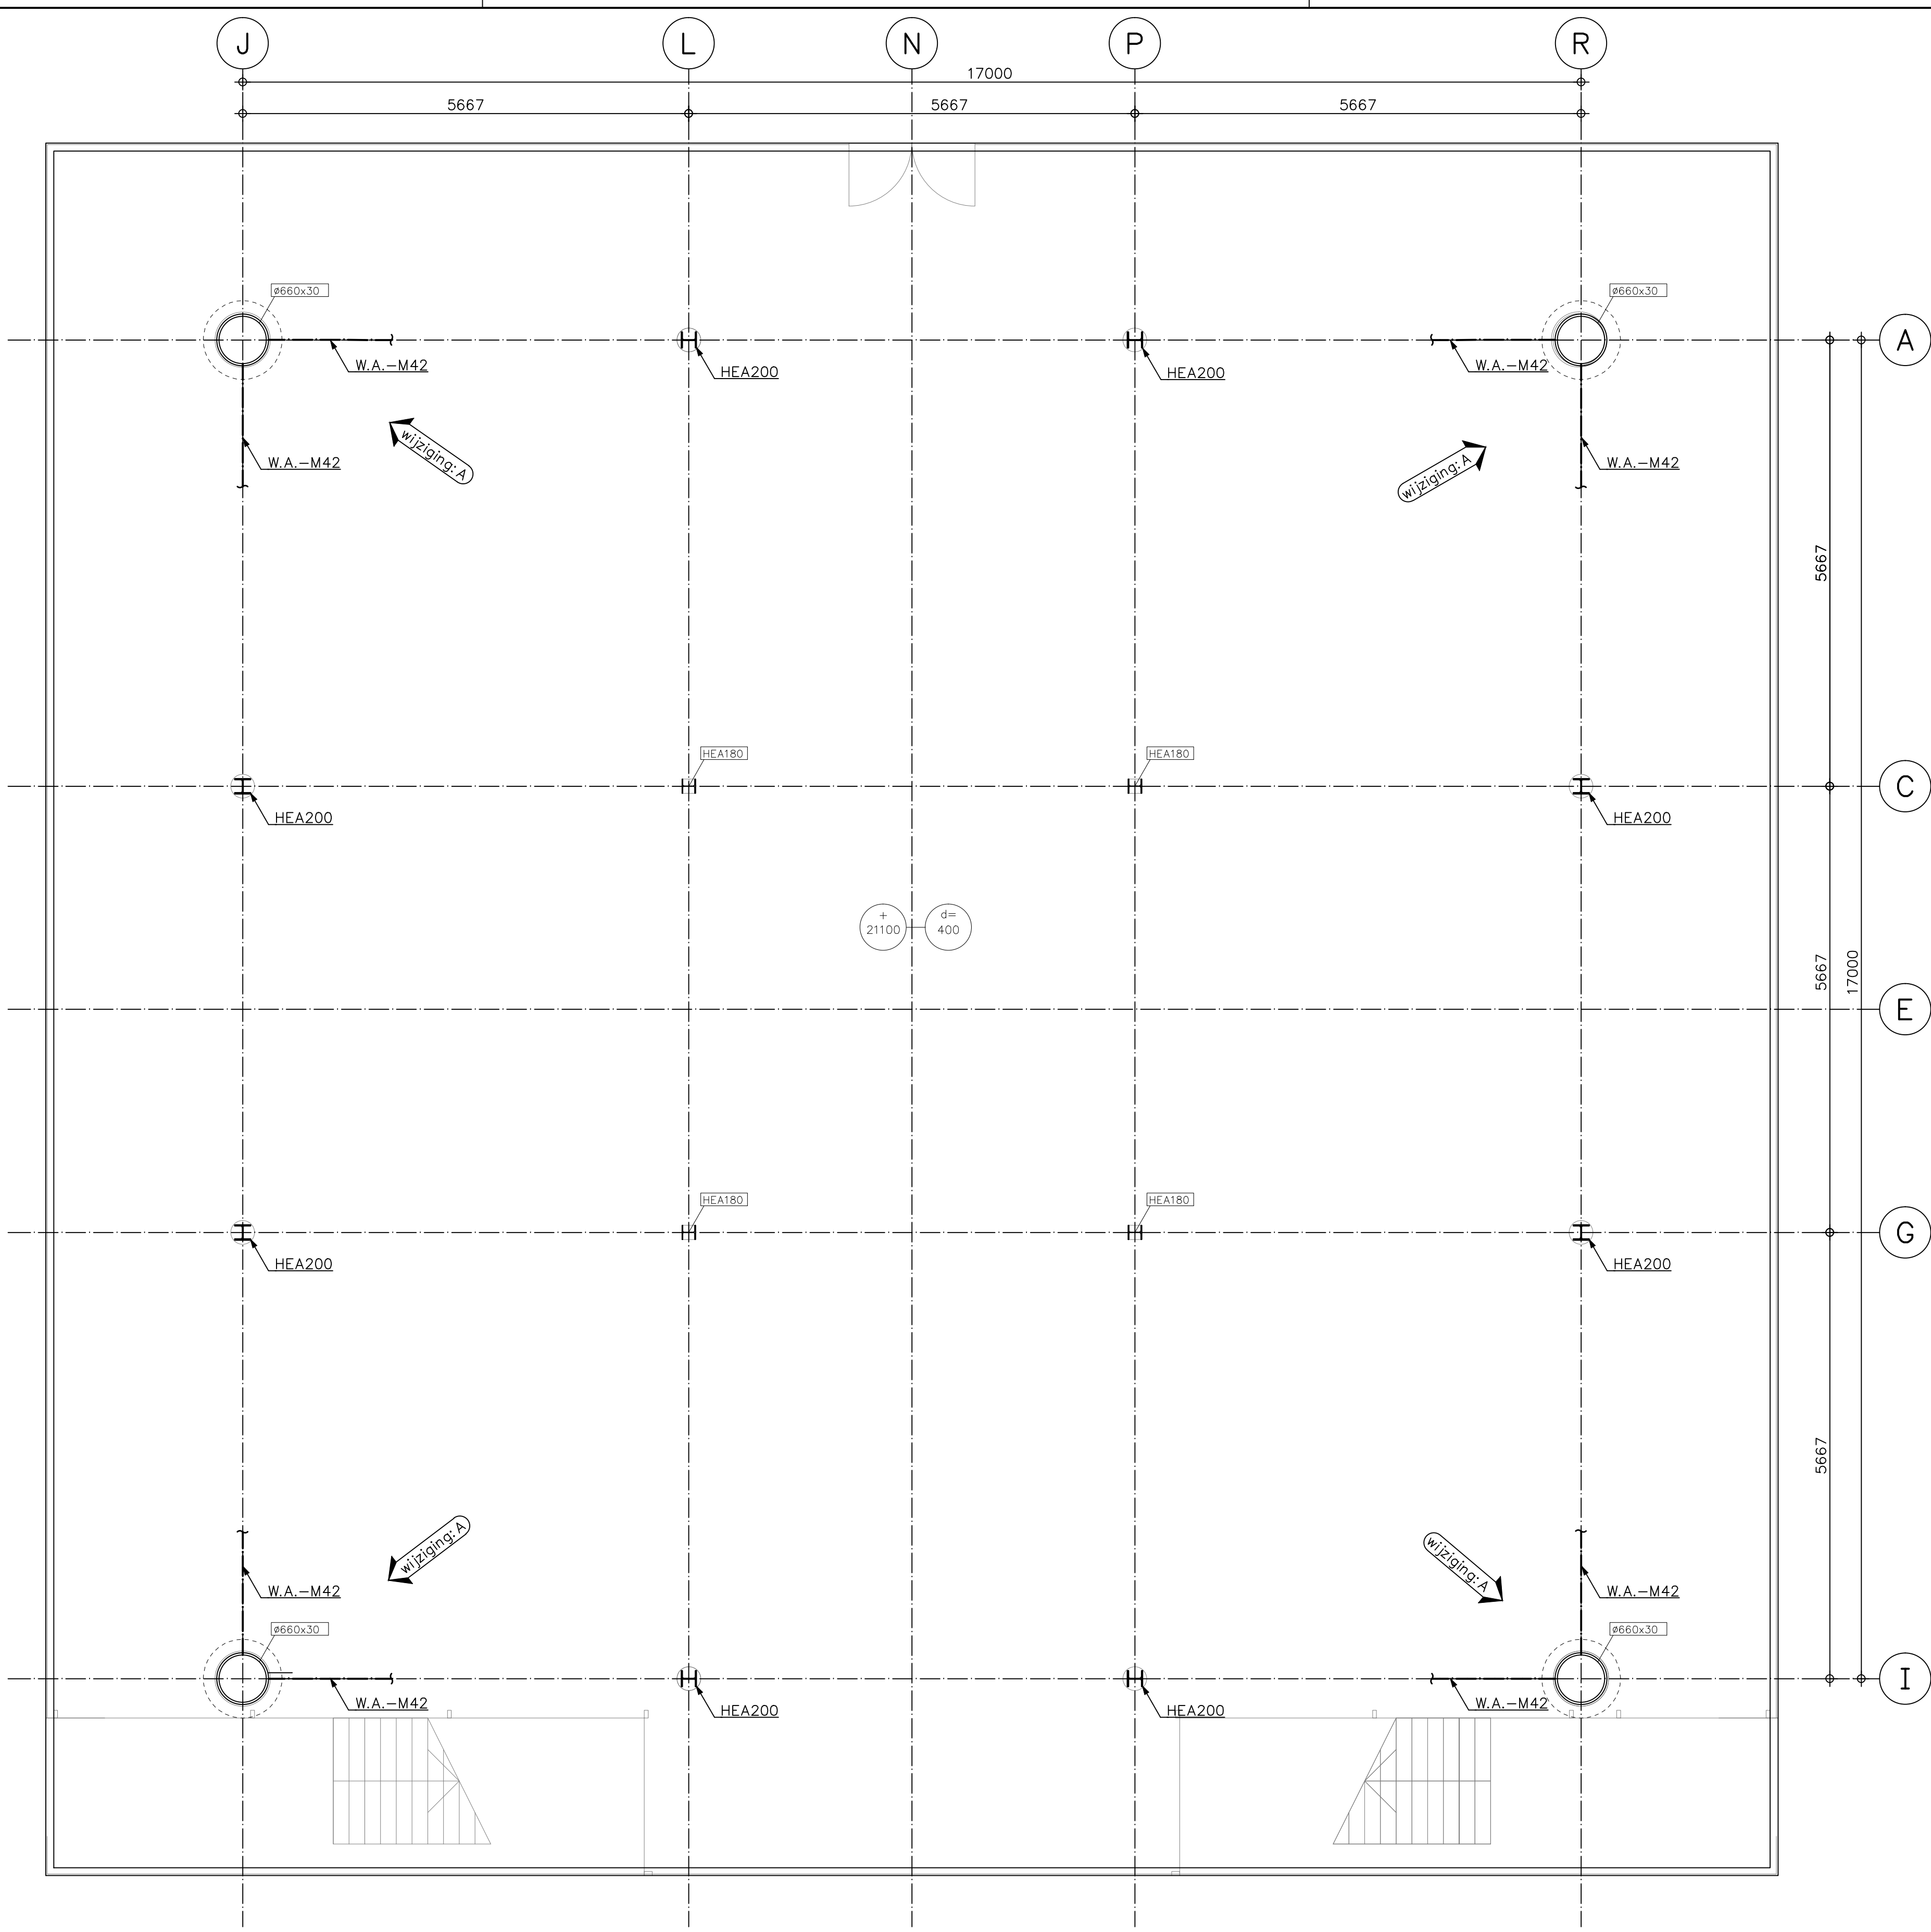 J
L
N
P
R
17000
5667
5667
5667
ø660x30
ø660x30
A
W.A.-M42
HEA200
HEA200
W.A.-M42
wijziging: A
wijziging: A
W.A.-M42
W.A.-M42
5667
HEA180
HEA180
C
HEA200
HEA200
+
21100
d=
400
5667
17000
E
HEA180
HEA180
G
HEA200
HEA200
5667
wijziging: A
wijziging: A
W.A.-M42
W.A.-M42
ø660x30
ø660x30
I
W.A.-M42
HEA200
HEA200
W.A.-M42